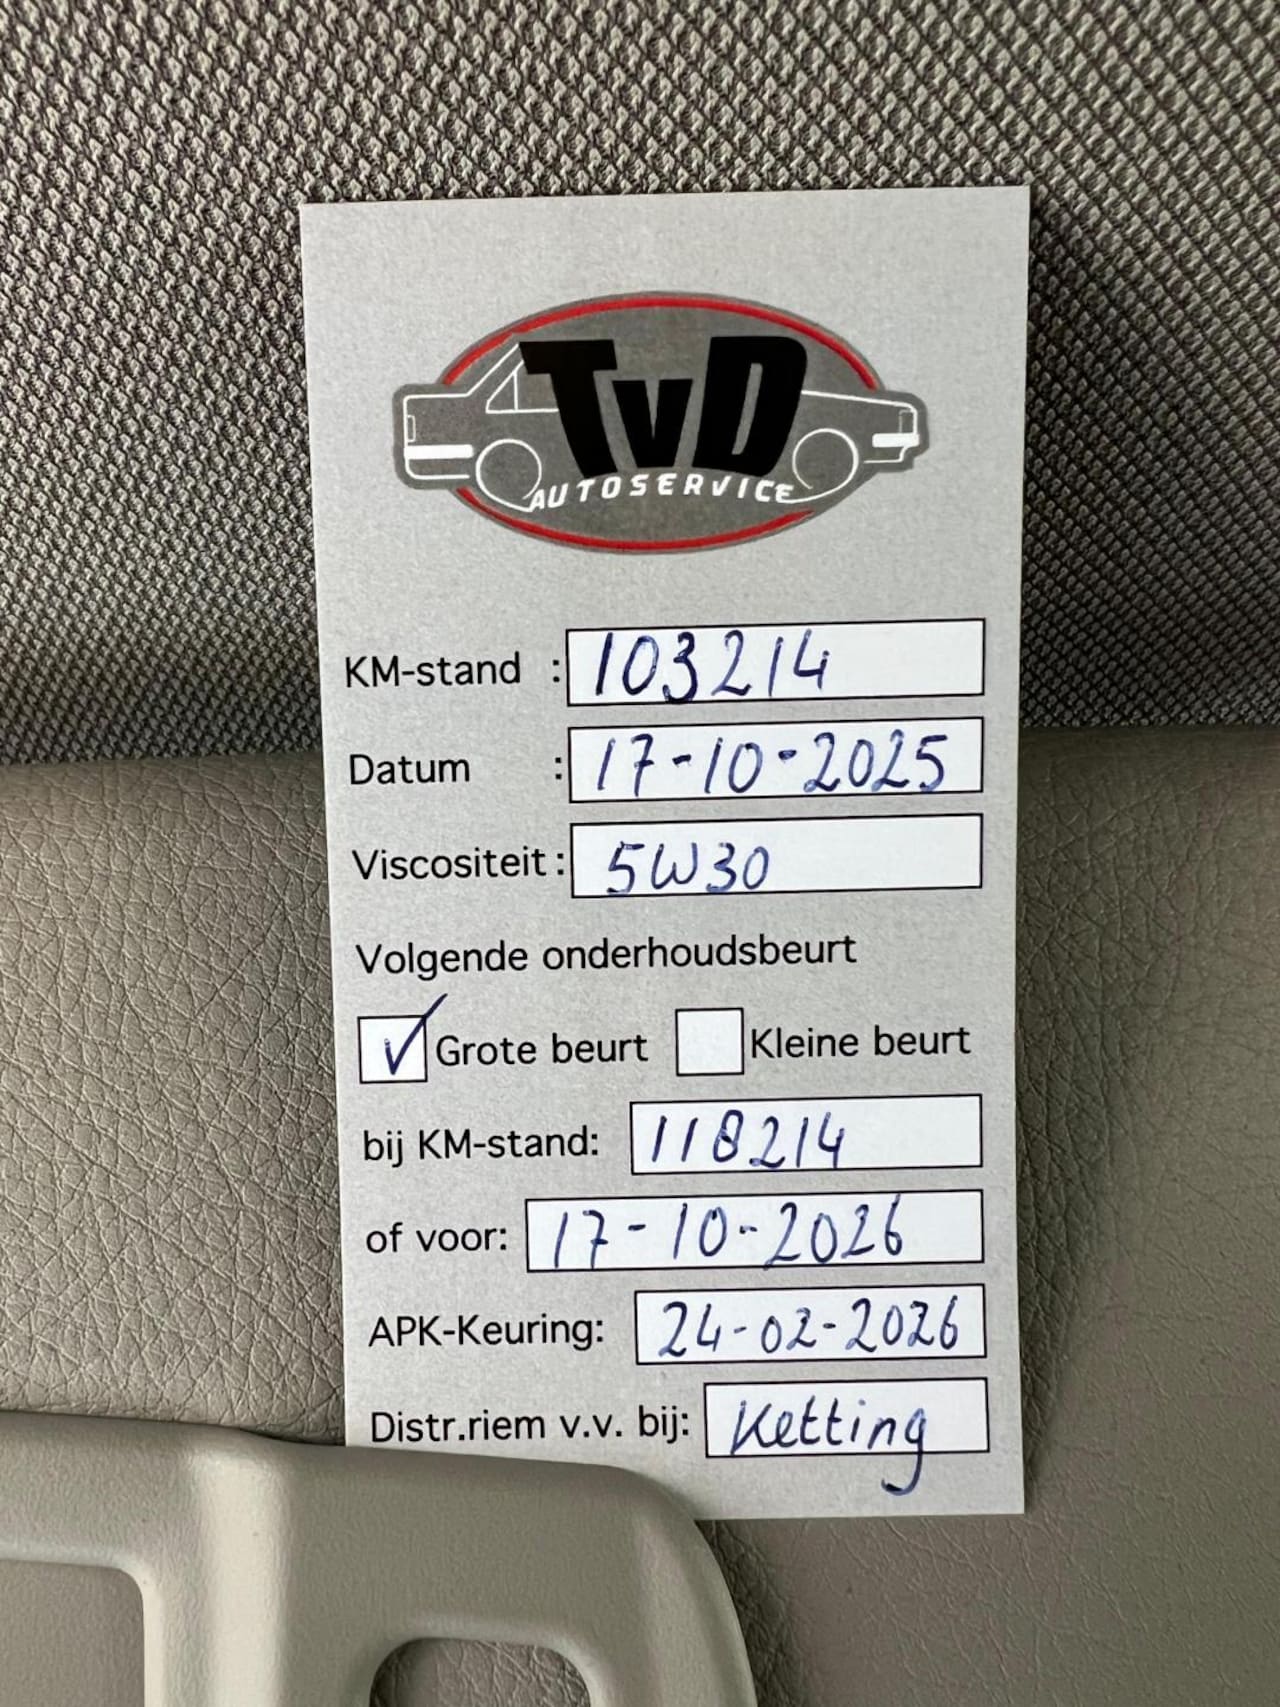 TvD
AUTOSERVICE
KM-stand : 103214
Datum : 17-10-2025
Viscositeit: 5W30
Volgende onderhoudsbeurt
Grote beurt Kleine beurt
bij KM-stand: 118214
of voor: 17-10-2026
APK-Keuring: 24-02-2026
Distr.riem v.v. bij: Ketting